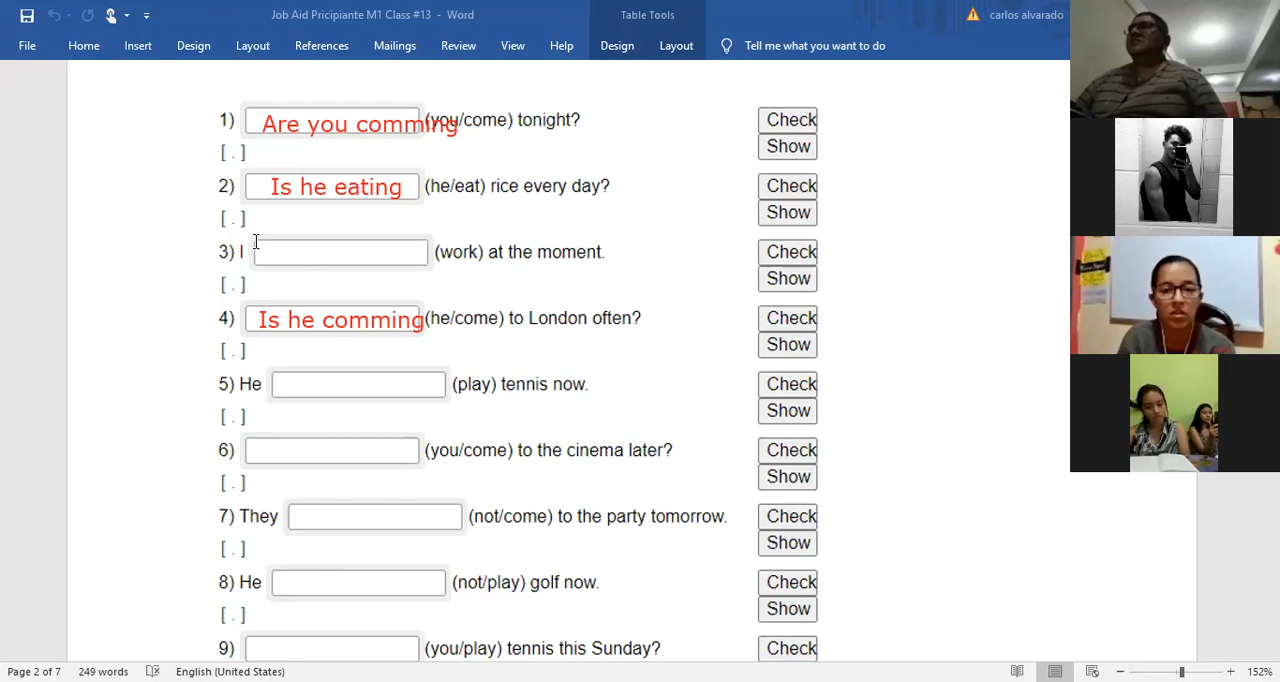 Job Aid Pricipiante M1 Class #13 - Word
Table Tools
carlos alvarado
File Home Insert Design Layout References Mailings Review View Help Design Layout Tell me what you want to do
1) Are you comming (you/come) tonight? Check
[ . ] Show
2) Is he eating (he/eat) rice every day? Check
[ . ] Show
3) I (work) at the moment. Check
[ . ] Show
4) Is he comming (he/come) to London often? Check
[ . ] Show
5) He (play) tennis now. Check
[ . ] Show
6) (you/come) to the cinema later? Check
[ . ] Show
7) They (not/come) to the party tomorrow. Check
[ . ] Show
8) He (not/play) golf now. Check
[ . ] Show
9) (you/play) tennis this Sunday? Check
Page 2 of 7 249 words English (United States) 152%